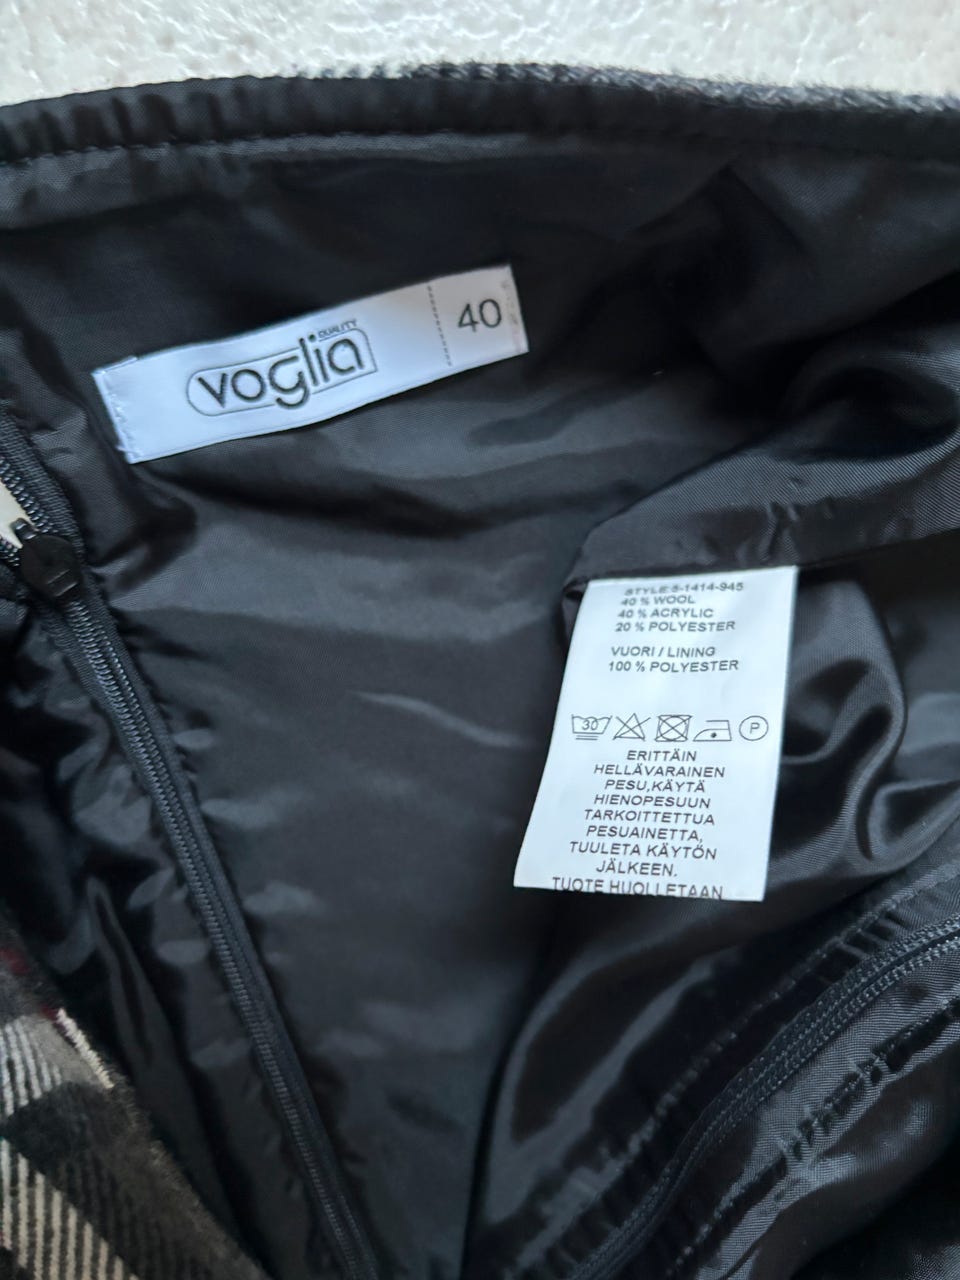 QUALITY
voglia
40
STYLE:5-1414-945
40 % WOOL
40 % ACRYLIC
20 % POLYESTER
VUORI / LINING
100 % POLYESTER
30
P
ERITTÄIN
HELLÄVARAINEN
PESU,KÄYTÄ
HIENOPESUUN
TARKOITTETTUA
PESUAINETTA,
TUULETA KÄYTÖN
JÄLKEEN.
TUOTE HUOLLETAAN